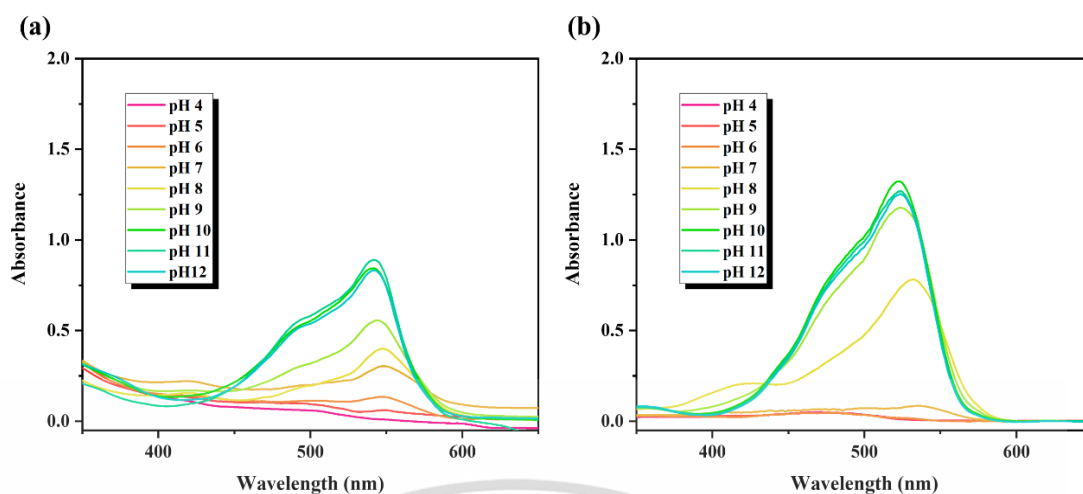 (a)
2.0
1.5
1.0
0.5
0.0
Absorbance
pH 4
pH 5
pH 6
pH 7
pH 8
pH 9
pH 10
pH 11
pH12
400 500 600
Wavelength (nm)
(b)
2.0
1.5
1.0
0.5
0.0
Absorbance
pH 4
pH 5
pH 6
pH 7
pH 8
pH 9
pH 10
pH 11
pH 12
400 500 600
Wavelength (nm)